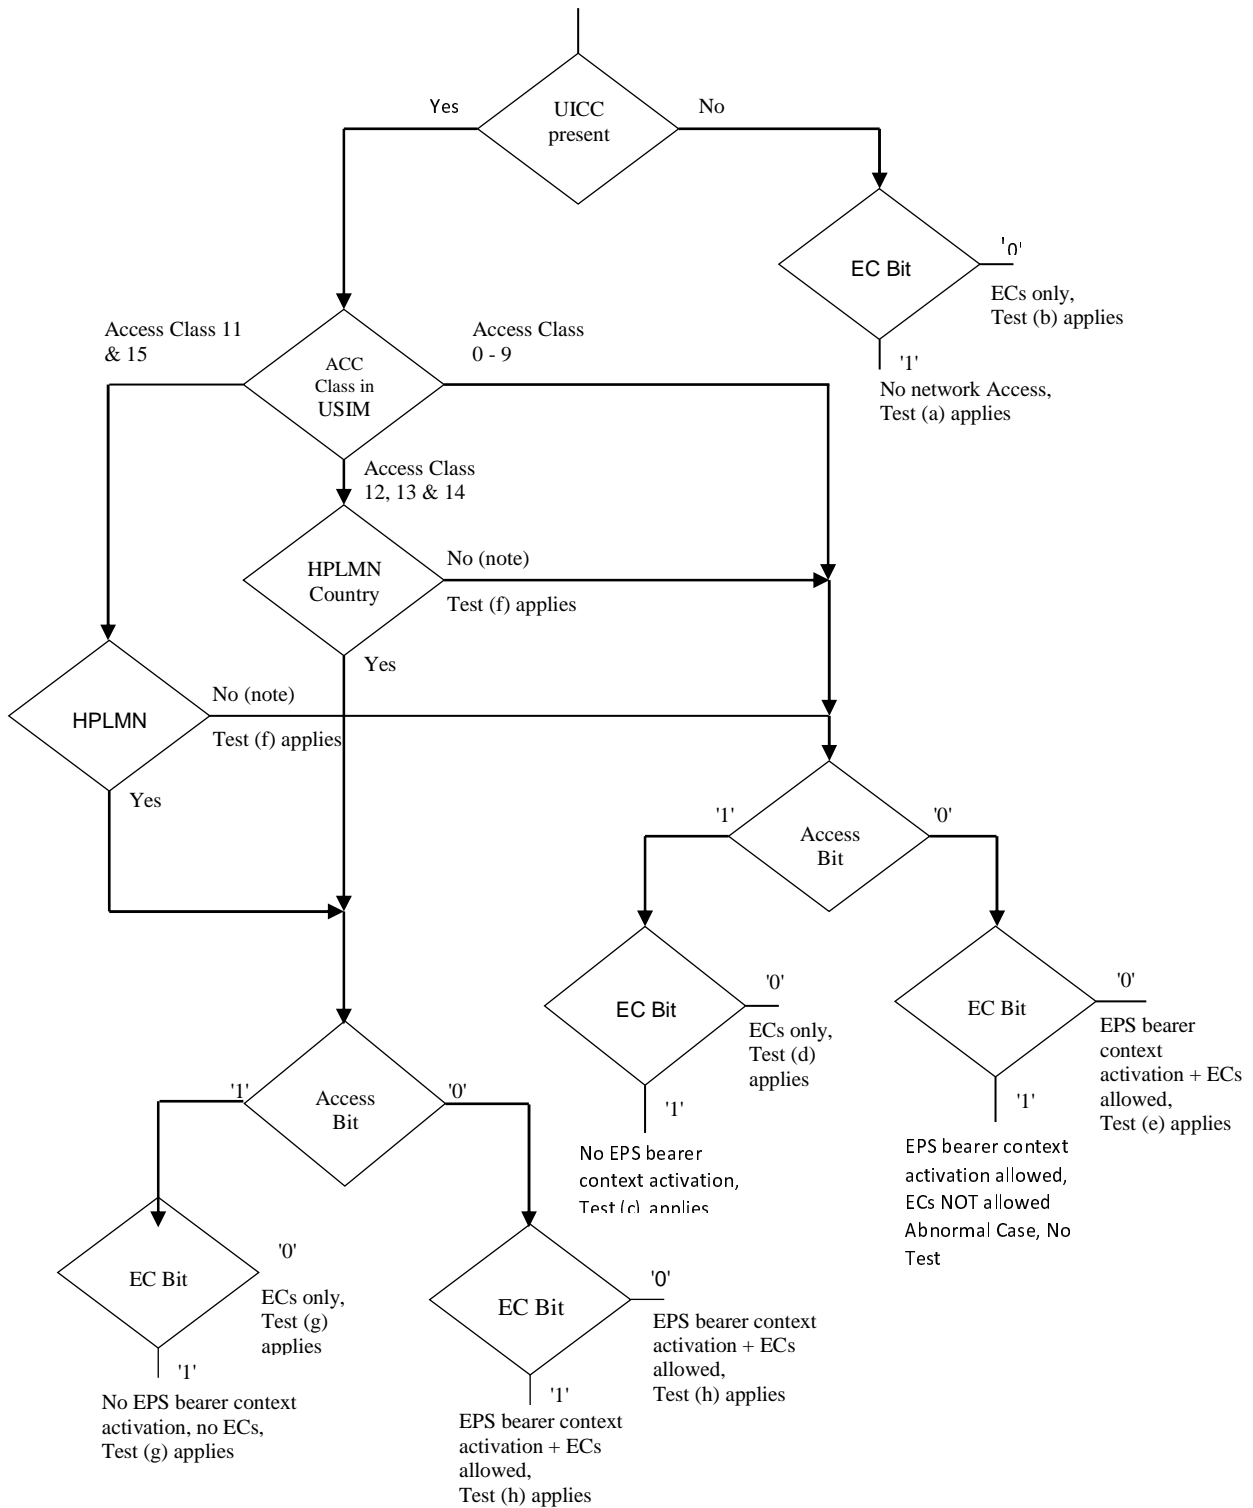 Yes
UICC
present
No
EC Bit
'0'
ECs only,
Test (b) applies
'1'
No network Access,
Test (a) applies
Access Class 11
& 15
ACC
Class in
USIM
Access Class
0 - 9
Access Class
12, 13 & 14
HPLMN
Country
No (note)
Test (f) applies
Yes
HPLMN
No (note)
Test (f) applies
Yes
'1'
Access
Bit
'0'
EC Bit
'0'
ECs only,
Test (d)
applies
'1'
No EPS bearer
context activation,
Test (c) applies
EC Bit
'0'
EPS bearer
context
activation + ECs
allowed,
Test (e) applies
'1'
EPS bearer context
activation allowed,
ECs NOT allowed
Abnormal Case, No
Test
'1'
Access
Bit
'0'
EC Bit
'0'
ECs only,
Test (g)
applies
'1'
No EPS bearer context
activation, no ECs,
Test (g) applies
EC Bit
'0'
EPS bearer context
activation + ECs
allowed,
Test (h) applies
'1'
EPS bearer context
activation + ECs
allowed,
Test (h) applies